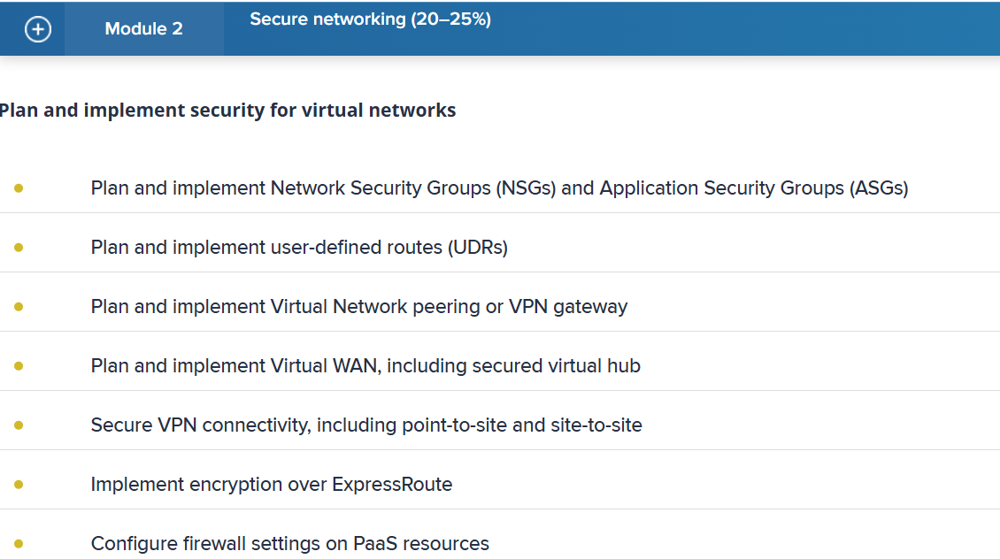 Module 2
Secure networking (20–25%)
Plan and implement security for virtual networks
Plan and implement Network Security Groups (NSGs) and Application Security Groups (ASGs)
Plan and implement user-defined routes (UDRs)
Plan and implement Virtual Network peering or VPN gateway
Plan and implement Virtual WAN, including secured virtual hub
Secure VPN connectivity, including point-to-site and site-to-site
Implement encryption over ExpressRoute
Configure firewall settings on PaaS resources